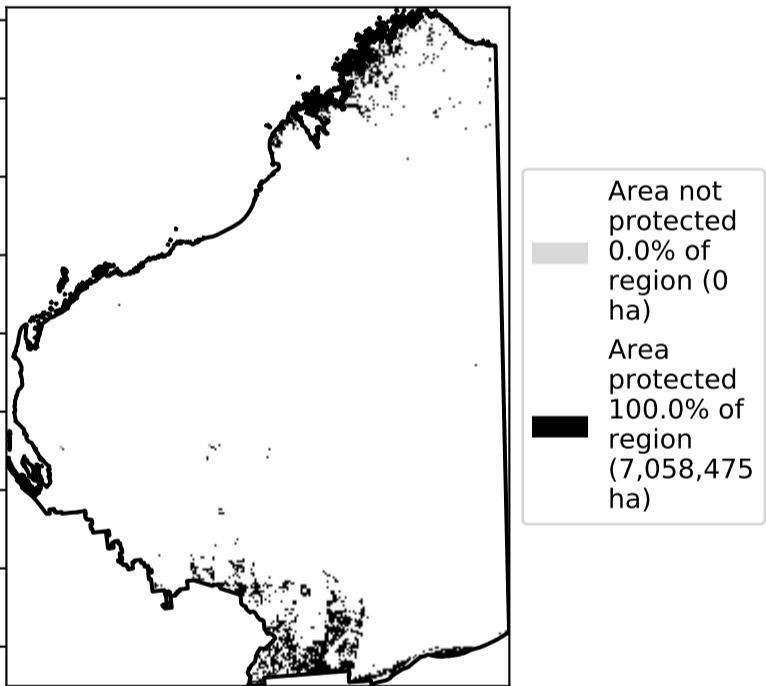 Area not
protected
0.0% of
region (0
ha)
Area
protected
100.0% of
region
(7,058,475
ha)